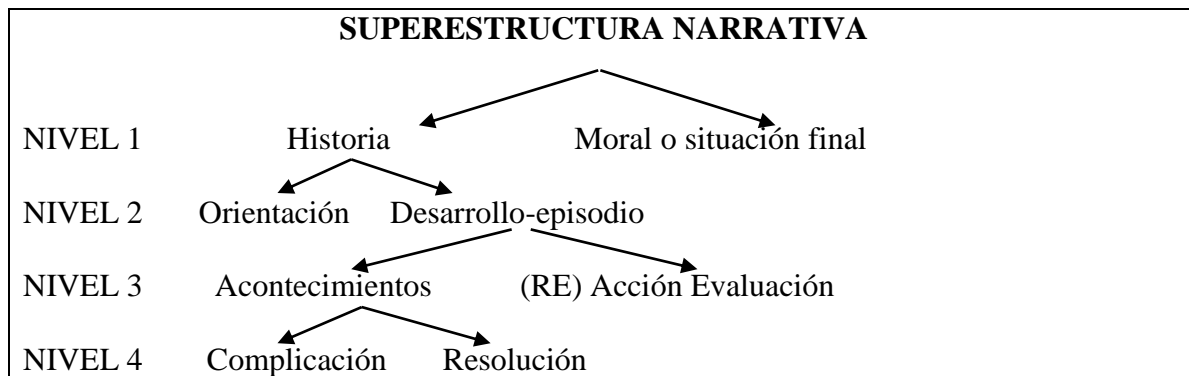 SUPERESTRUCTURA NARRATIVA
NIVEL 1 Historia Moral o situación final
NIVEL 2 Orientación Desarrollo-episodio
NIVEL 3 Acontecimientos (RE) Acción Evaluación
NIVEL 4 Complicación Resolución